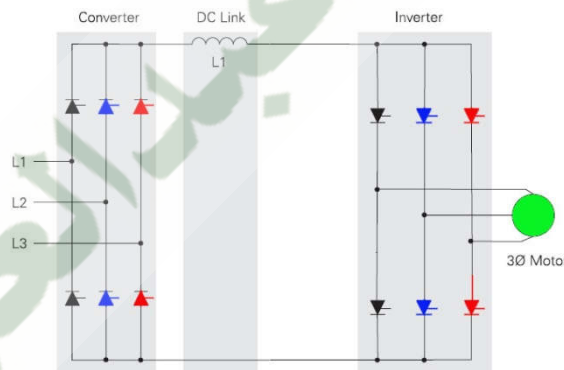 Converter
DC Link
Inverter
L1
L1
L2
L3
3Ø Moto